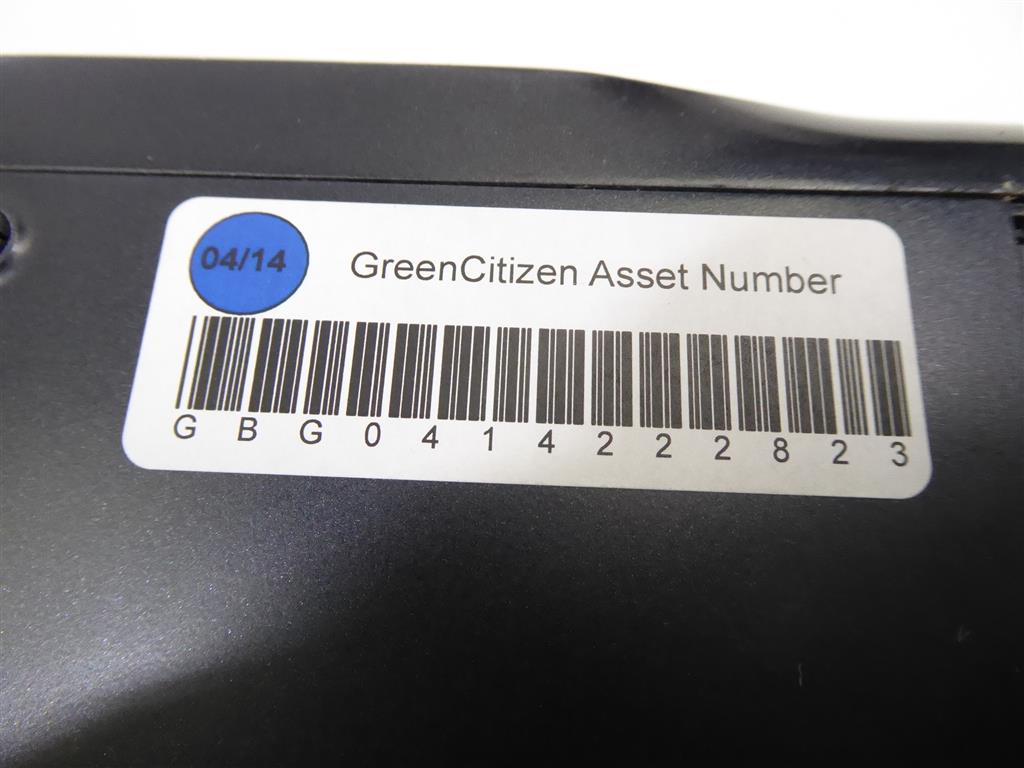 04/14
GreenCitizen Asset Number
G B G 0 4 1 4 2 2 2 8 2 3